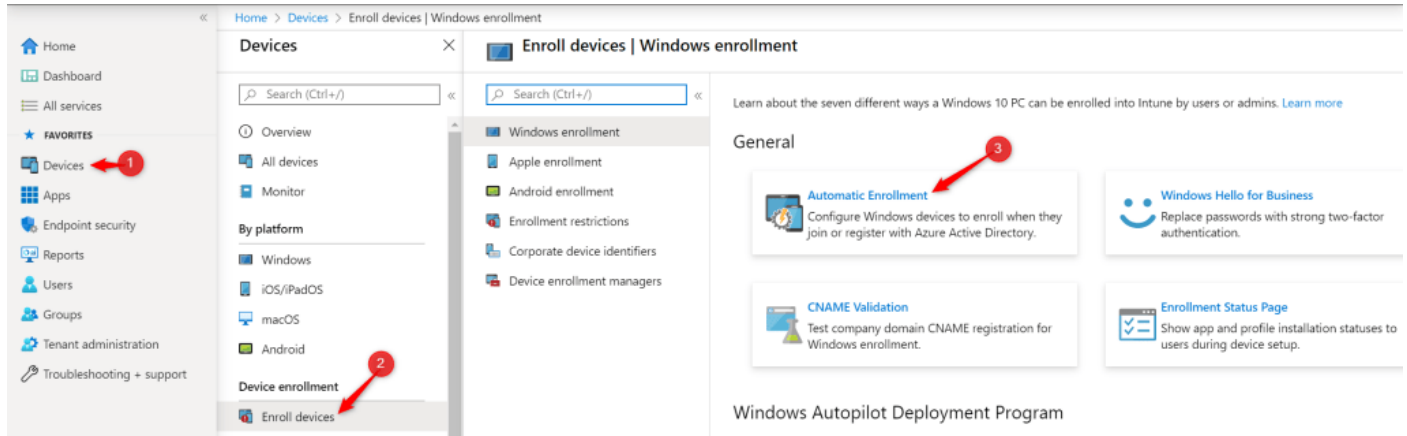 «
Home > Devices > Enroll devices | Windows enrollment
Home
Dashboard
All services
FAVORITES
Devices
1
Apps
Endpoint security
Reports
Users
Groups
Tenant administration
Troubleshooting + support
Devices
Search (Ctrl+/)
«
Overview
All devices
Monitor
By platform
Windows
iOS/iPadOS
macOS
Android
2
Device enrollment
Enroll devices
Enroll devices | Windows enrollment
Search (Ctrl+/)
«
Windows enrollment
Apple enrollment
Android enrollment
Enrollment restrictions
Corporate device identifiers
Device enrollment managers
Learn about the seven different ways a Windows 10 PC can be enrolled into Intune by users or admins. Learn more
General
3
Automatic Enrollment
Configure Windows devices to enroll when they
join or register with Azure Active Directory.
Windows Hello for Business
Replace passwords with strong two-factor
authentication.
CNAME Validation
Test company domain CNAME registration for
Windows enrollment.
Enrollment Status Page
Show app and profile installation statuses to
users during device setup.
Windows Autopilot Deployment Program